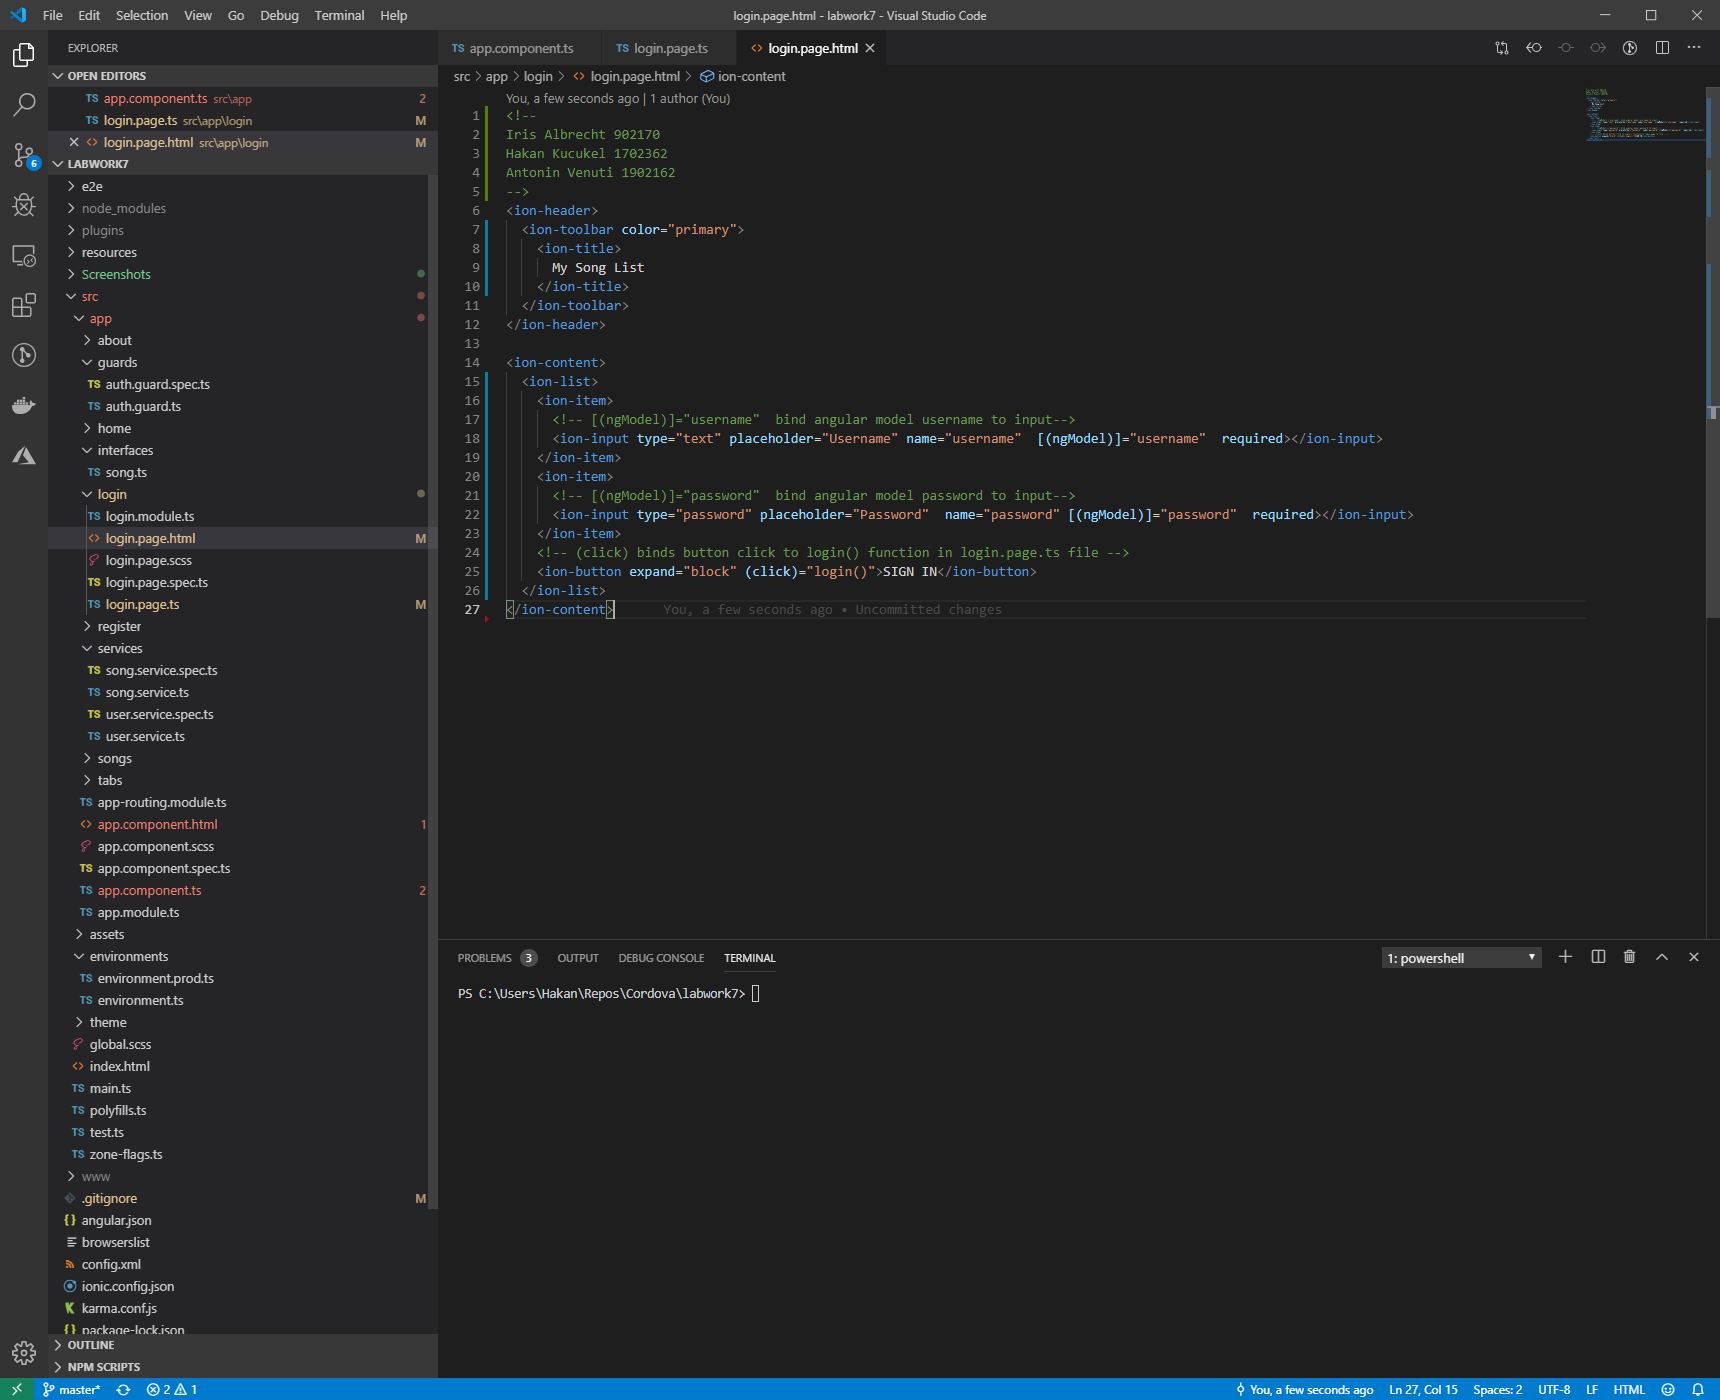 File Edit Selection View Go Debug Terminal Help
login.page.html - labwork7 - Visual Studio Code
EXPLORER
OPEN EDITORS
TS app.component.ts src\app 2
TS login.page.ts src\app\login M
login.page.html src\app\login M
6
LABWORK7
e2e
node_modules
plugins
resources
Screenshots
src
app
about
guards
TS auth.guard.spec.ts
TS auth.guard.ts
home
interfaces
TS song.ts
login
TS login.module.ts
<> login.page.html M
login.page.scss
TS login.page.spec.ts
TS login.page.ts M
register
services
TS song.service.spec.ts
TS song.service.ts
TS user.service.spec.ts
TS user.service.ts
songs
tabs
TS app-routing.module.ts
<> app.component.html 1
app.component.scss
TS app.component.spec.ts
TS app.component.ts 2
TS app.module.ts
assets
environments
TS environment.prod.ts
TS environment.ts
theme
global.scss
<> index.html
TS main.ts
TS polyfills.ts
TS test.ts
TS zone-flags.ts
www
.gitignore M
{} angular.json
browserslist
config.xml
ionic.config.json
karma.conf.js
{} package-lock.json
OUTLINE
NPM SCRIPTS
TS app.component.ts TS login.page.ts <> login.page.html
src > app > login > <> login.page.html > ion-content
You, a few seconds ago | 1 author (You)
1 <!--
2 Iris Albrecht 902170
3 Hakan Kucukel 1702362
4 Antonin Venuti 1902162
5 -->
6 <ion-header>
7 <ion-toolbar color="primary">
8 <ion-title>
9 My Song List
10 </ion-title>
11 </ion-toolbar>
12 </ion-header>
13
14 <ion-content>
15 <ion-list>
16 <ion-item>
17 <!-- [(ngModel)]="username"  bind angular model username to input-->
18 <ion-input type="text" placeholder="Username" name="username"  [(ngModel)]="username"  required></ion-input>
19 </ion-item>
20 <ion-item>
21 <!-- [(ngModel)]="password"  bind angular model password to input-->
22 <ion-input type="password" placeholder="Password"  name="password" [(ngModel)]="password"  required></ion-input>
23 </ion-item>
24 <!-- (click) binds button click to login() function in login.page.ts file -->
25 <ion-button expand="block" (click)="login()">SIGN IN</ion-button>
26 </ion-list>
27 </ion-content> You, a few seconds ago • Uncommitted changes
PROBLEMS 3 OUTPUT DEBUG CONSOLE TERMINAL 1: powershell
PS C:\Users\Hakan\Repos\Cordova\labwork7>
master* 2 1 You, a few seconds ago Ln 27, Col 15 Spaces: 2 UTF-8 LF HTML